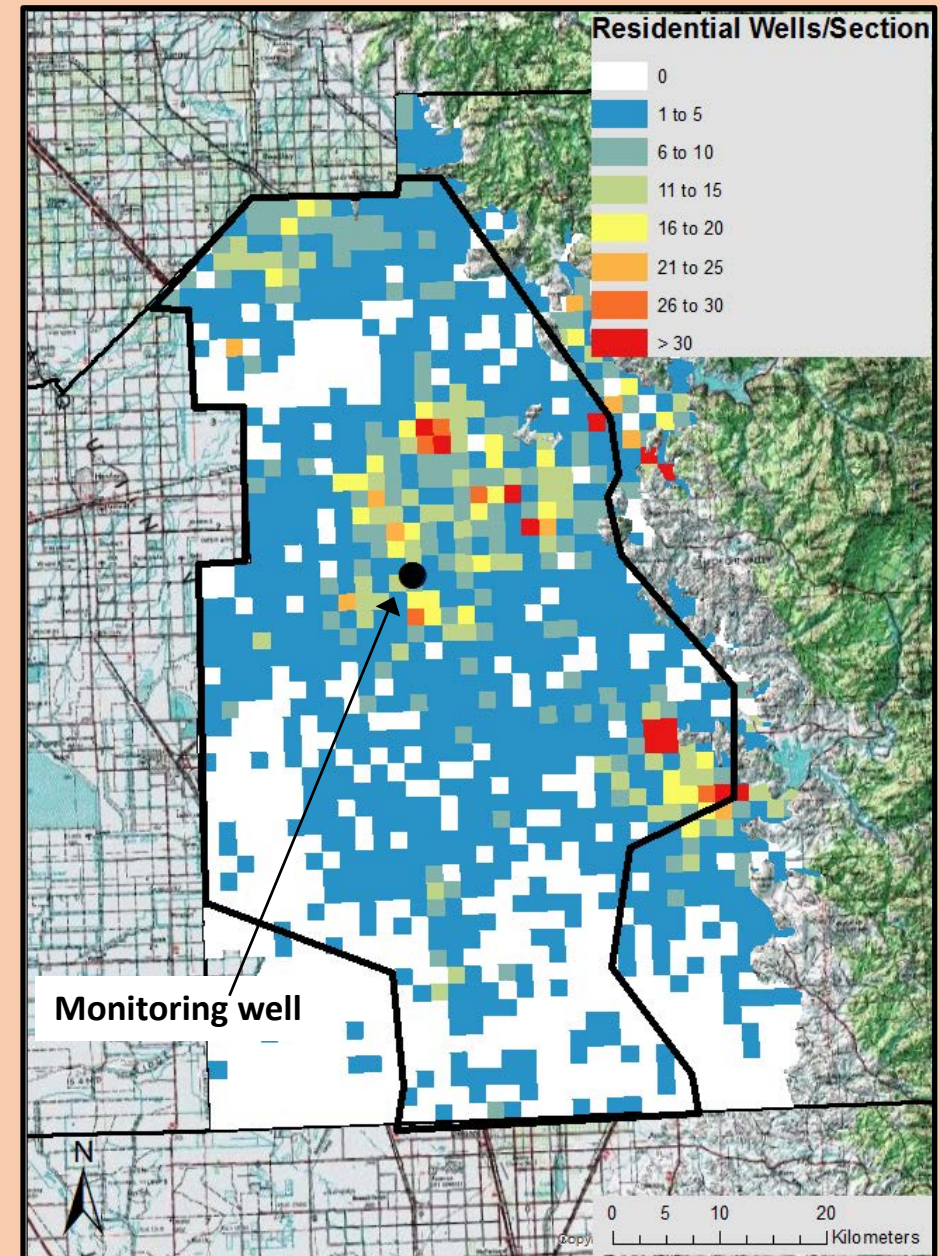 Residential Wells/Section
0
1 to 5
6 to 10
11 to 15
16 to 20
21 to 25
26 to 30
> 30
Monitoring well
N
0 5 10 20
Kilometers